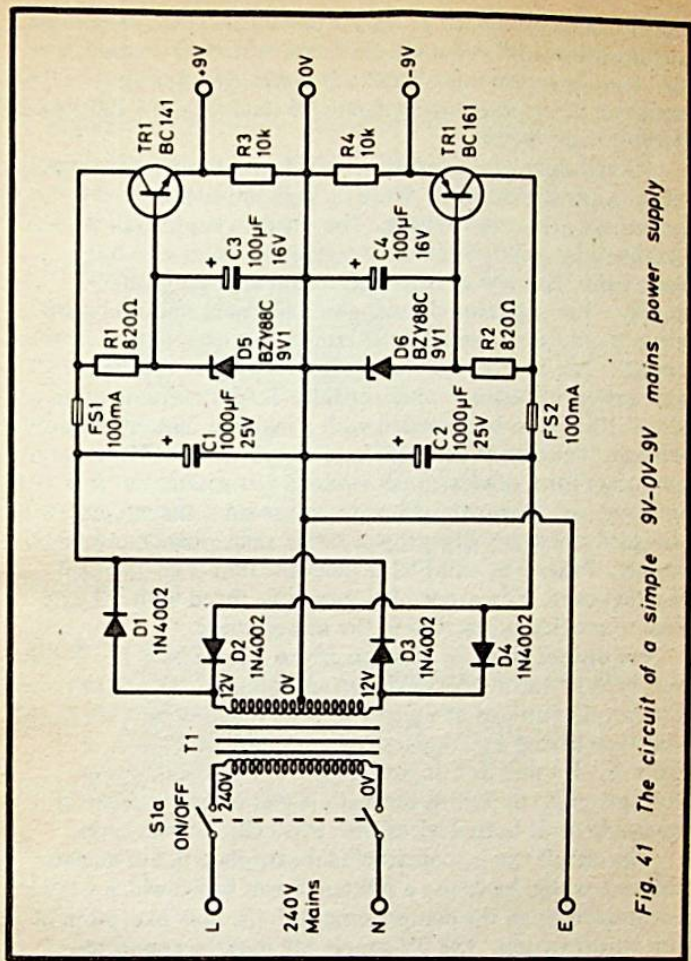 L
N
E
240V
Mains
S1a
ON/OFF
240V
0V
T1
12V
0V
12V
D1
1N4002
D2
1N4002
D3
1N4002
D4
1N4002
FS1
100mA
C1
1000µF
25V
C2
1000µF
25V
FS2
100mA
R1
820Ω
D5
BZY88C
9V1
D6
BZY88C
9V1
R2
820Ω
+
+
C3
100µF
16V
+
C4
100µF
16V
+
TR1
BC141
R3
10k
R4
10k
TR1
BC161
+9V
0V
-9V
Fig. 41 The circuit of a simple 9V-0V-9V mains power supply